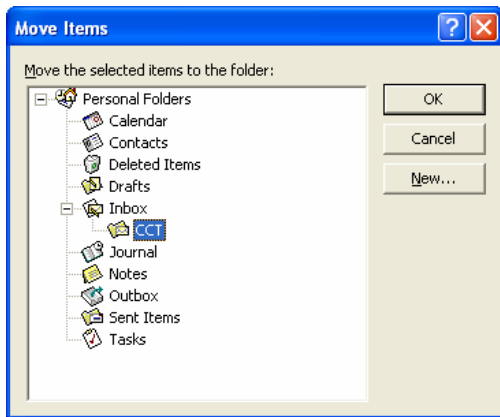 Move Items
Move the selected items to the folder:
Personal Folders
Calendar
Contacts
Deleted Items
Drafts
Inbox
CCT
Journal
Notes
Outbox
Sent Items
Tasks
OK
Cancel
New...